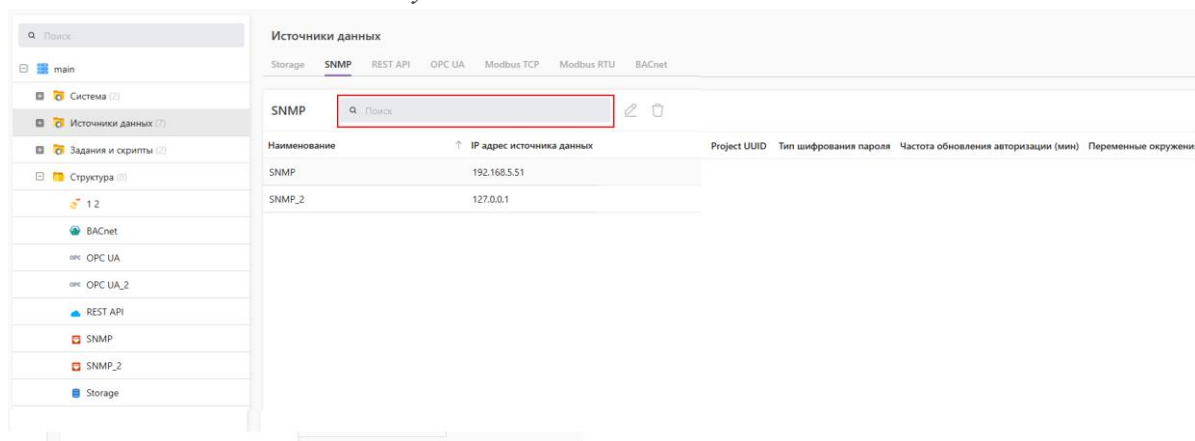 Поиск
main
Система (2)
Источники данных (7)
Задания и скрипты (2)
Структура (8)
1 2
BACnet
OPC OPC UA
OPC OPC UA_2
REST API
SNMP
SNMP_2
Storage
Источники данных
Storage SNMP REST API OPC UA Modbus TCP Modbus RTU BACnet
SNMP Поиск
Наименование ↑ IP адрес источника данных Project UUID Тип шифрования пароля Частота обновления авторизации (мин) Переменные окружени
SNMP 192.168.5.51
SNMP_2 127.0.0.1